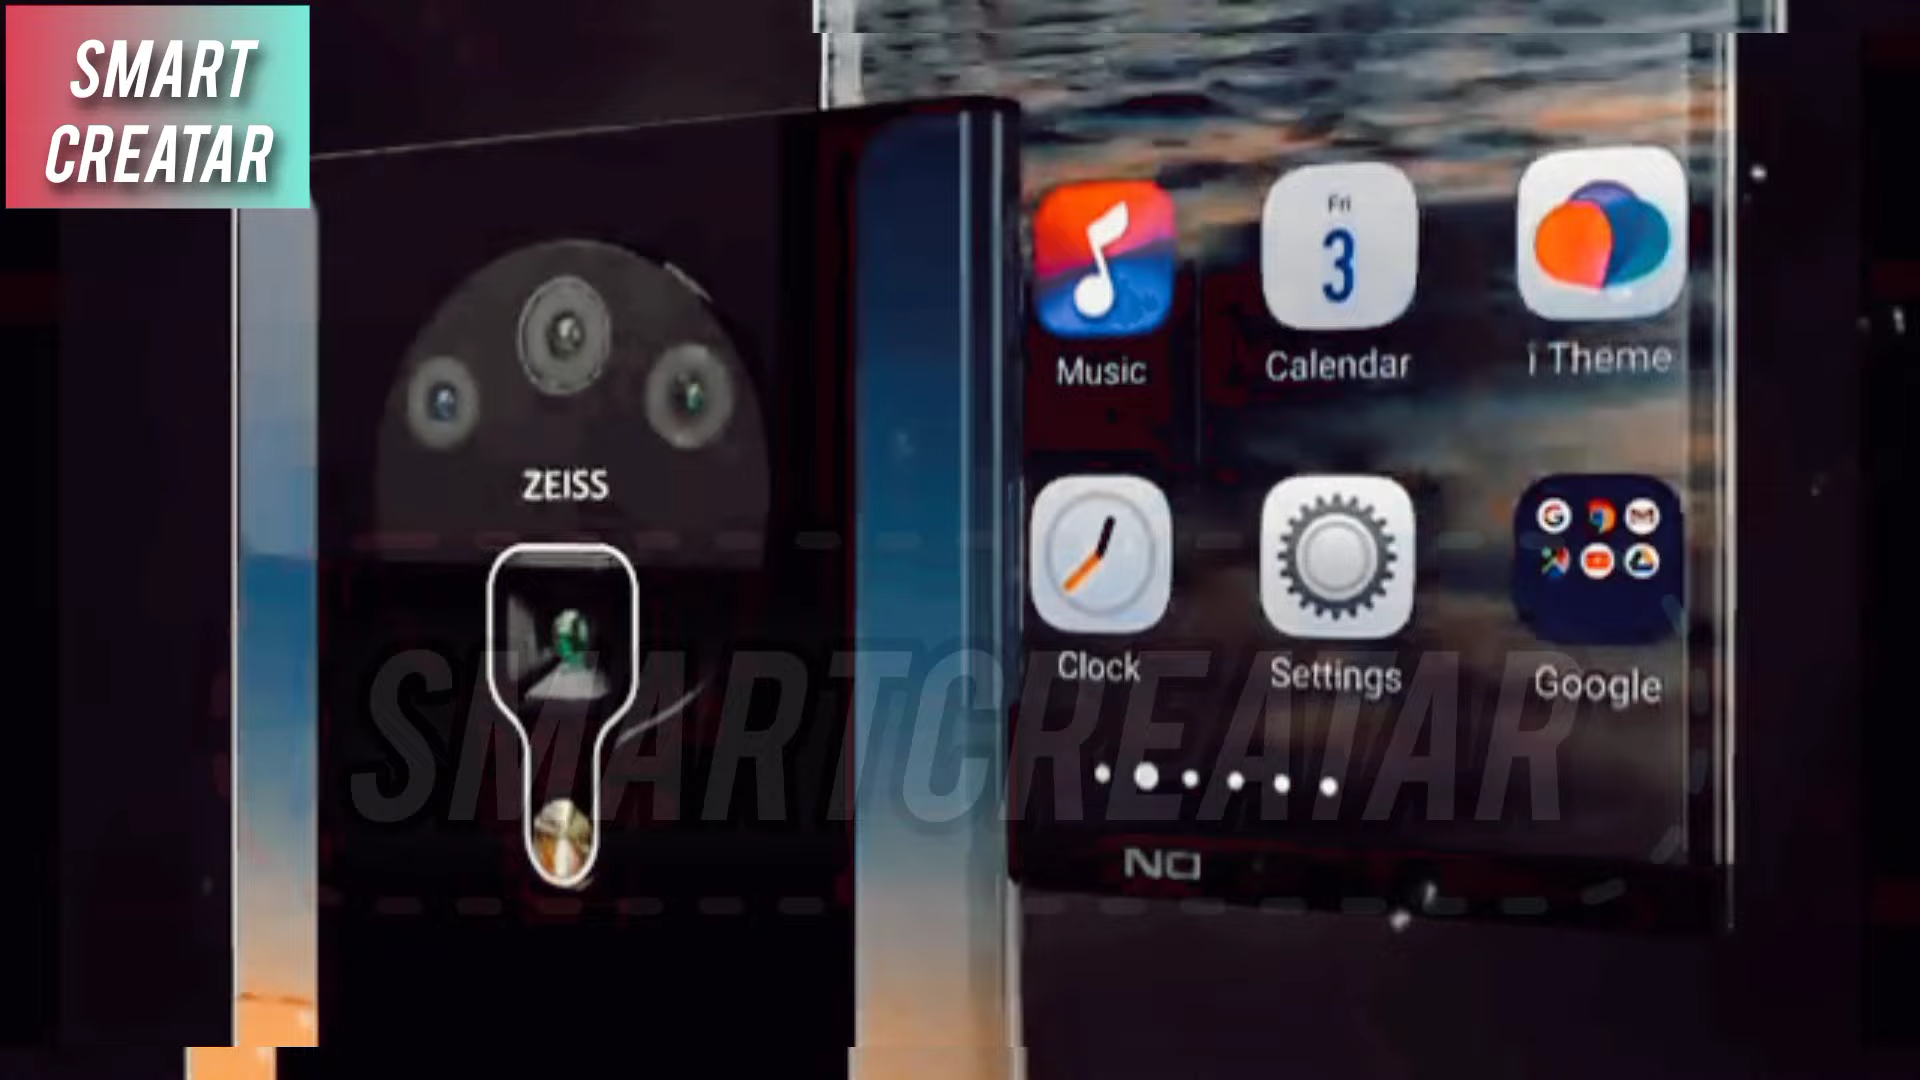 SMART
CREATAR
Fri
3
Music
Calendar
i Theme
ZEISS
Clock
Settings
Google
SMARTCREATAR
NO